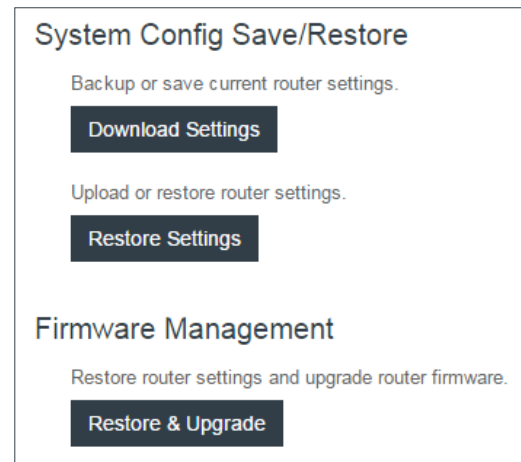 System Config Save/Restore
Backup or save current router settings.
Download Settings
Upload or restore router settings.
Restore Settings
Firmware Management
Restore router settings and upgrade router firmware.
Restore & Upgrade